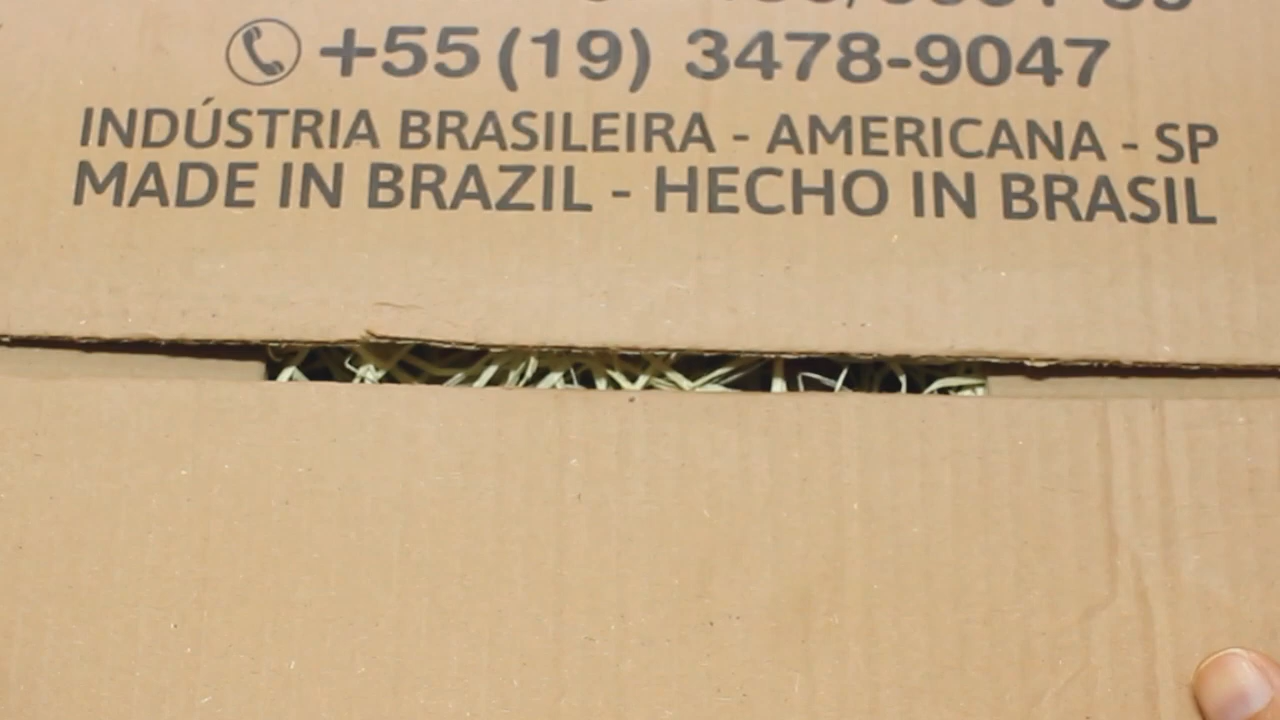 +55 (19) 3478-9047
INDÚSTRIA BRASILEIRA - AMERICANA - SP
MADE IN BRAZIL - HECHO IN BRASIL